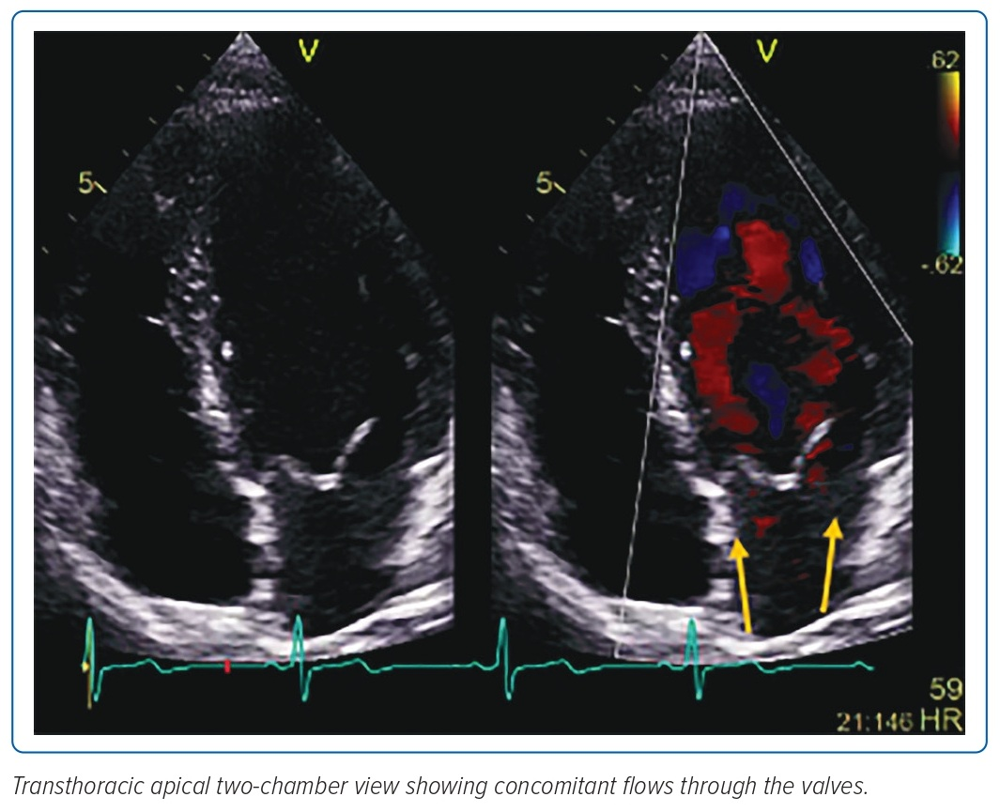 V
V
.62
5
5
-.62
59
21:146 HR
Transthoracic apical two-chamber view showing concomitant flows through the valves.